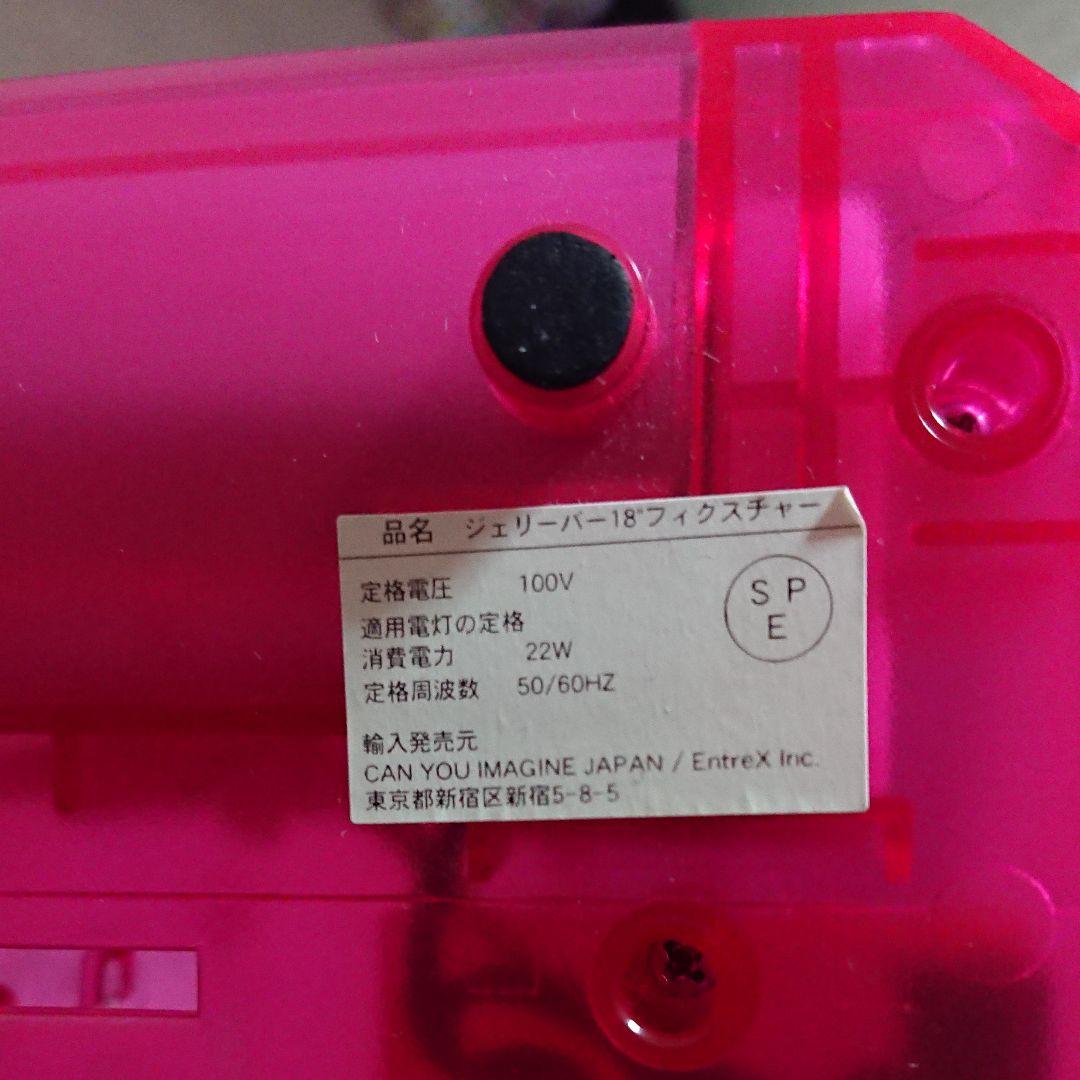 品名 ジェリーバー18"フィクスチャー
定格電圧 100V
適用電灯の定格
消費電力 22W
定格周波数 50/60HZ
S P
E
輸入発売元
CAN YOU IMAGINE JAPAN / EntreX Inc.
東京都新宿区新宿5-8-5